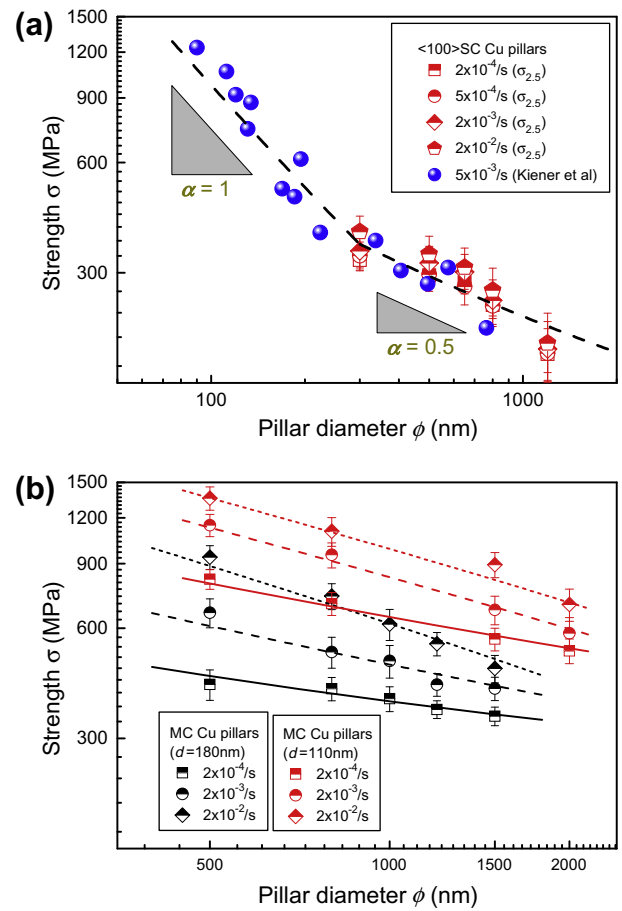 (a)
1500
1200
900
600
300
Strength σ (MPa)
<100>SC Cu pillars
2x10⁻⁴/s (σ₂.₅)
5x10⁻⁴/s (σ₂.₅)
2x10⁻³/s (σ₂.₅)
2x10⁻²/s (σ₂.₅)
5x10⁻³/s (Kiener et al)
α = 1
α = 0.5
100
1000
Pillar diameter ϕ (nm)
(b)
1500
1200
900
600
300
Strength σ (MPa)
MC Cu pillars
(d=180nm)
2x10⁻⁴/s
2x10⁻³/s
2x10⁻²/s
MC Cu pillars
(d=110nm)
2x10⁻⁴/s
2x10⁻³/s
2x10⁻²/s
500
1000
1500
2000
Pillar diameter ϕ (nm)